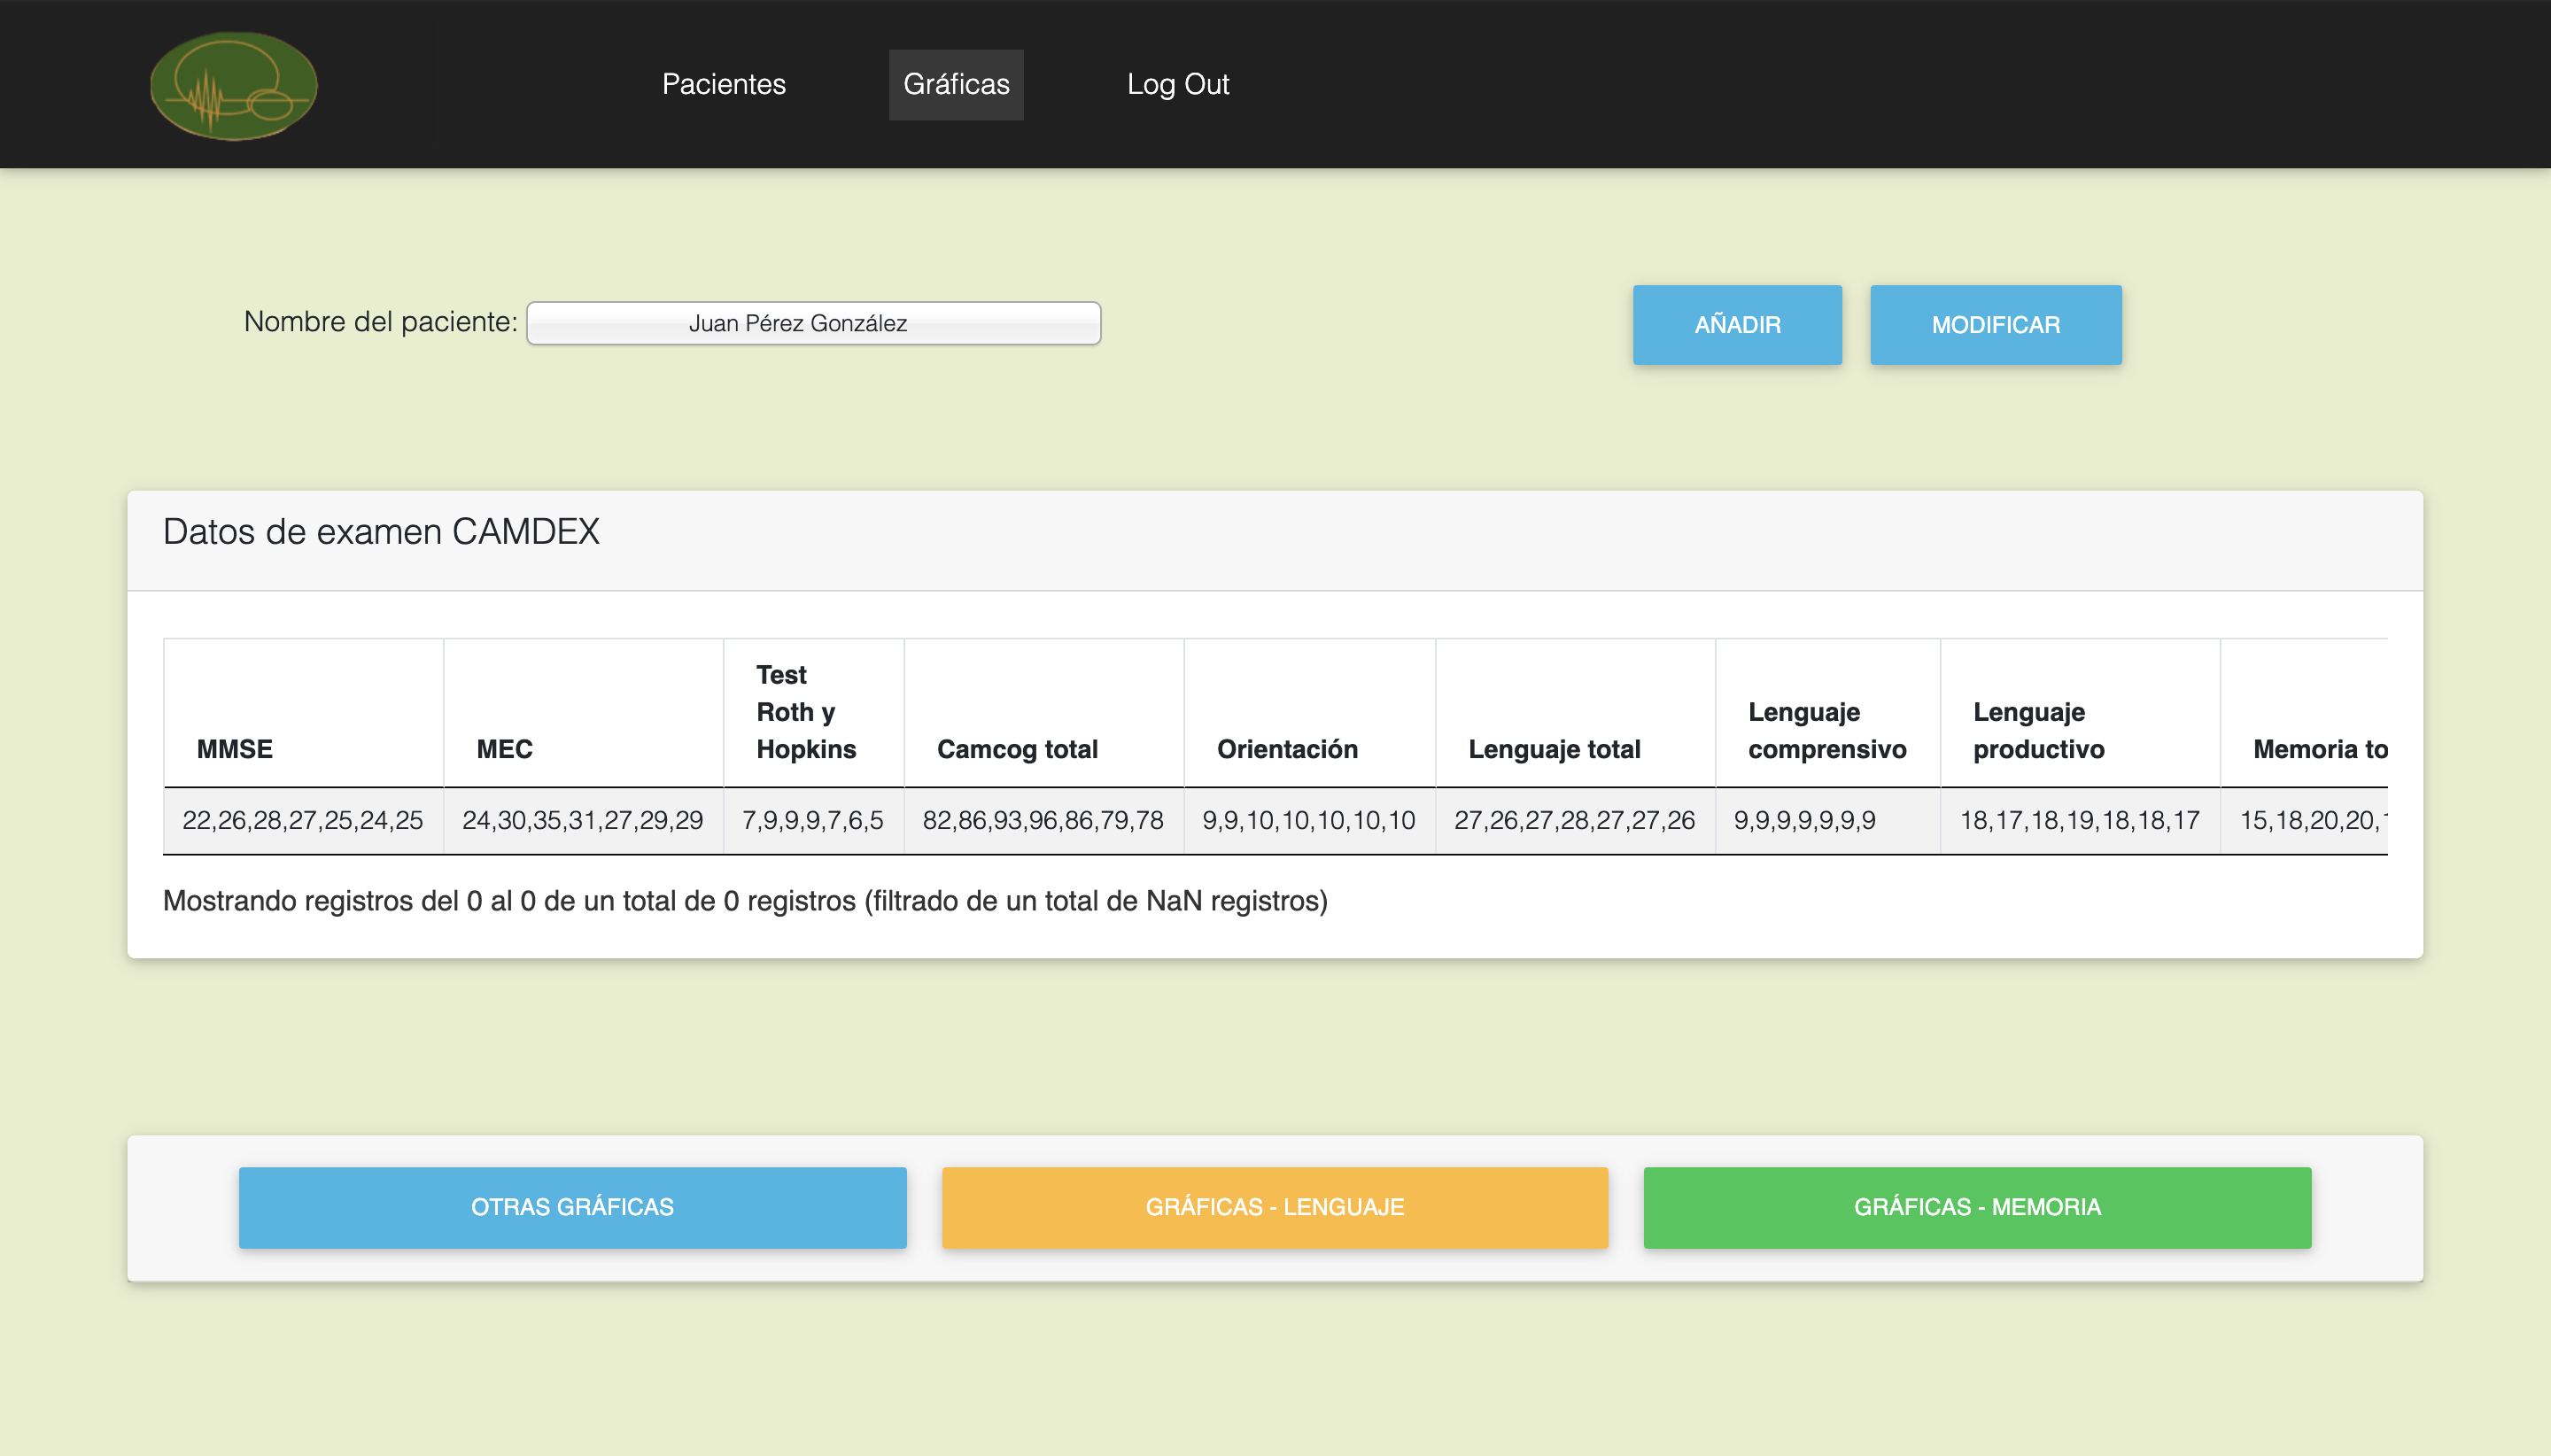 Pacientes Gráficas Log Out
Nombre del paciente: Juan Pérez González AÑADIR MODIFICAR
Datos de examen CAMDEX
MMSE MEC Test Roth y Hopkins Camcog total Orientación Lenguaje total Lenguaje comprensivo Lenguaje productivo Memoria to
22,26,28,27,25,24,25 24,30,35,31,27,29,29 7,9,9,9,7,6,5 82,86,93,96,86,79,78 9,9,10,10,10,10,10 27,26,27,28,27,27,26 9,9,9,9,9,9,9 18,17,18,19,18,18,17 15,18,20,20,
Mostrando registros del 0 al 0 de un total de 0 registros (filtrado de un total de NaN registros)
OTRAS GRÁFICAS GRÁFICAS - LENGUAJE GRÁFICAS - MEMORIA